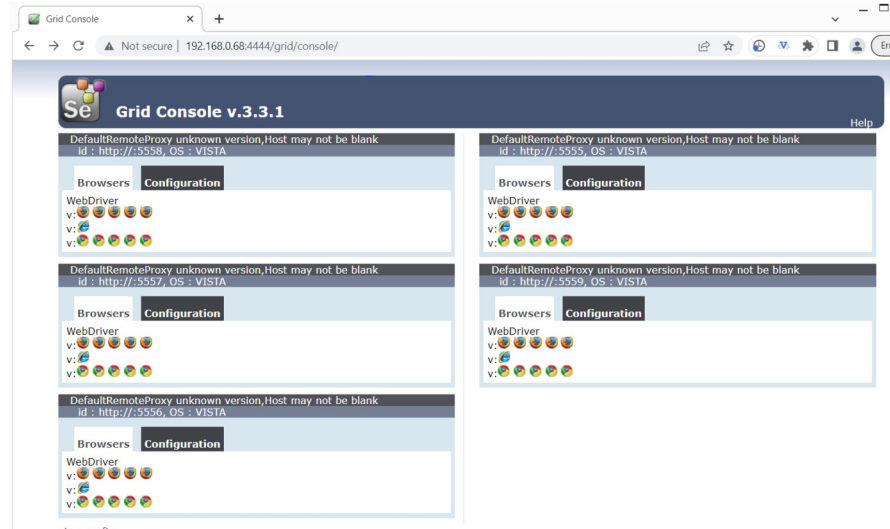 Grid Console
Not secure | 192.168.0.68:4444/grid/console/
Se
Grid Console v.3.3.1
Help
DefaultRemoteProxy unknown version,Host may not be blank
id : http://:5558, OS : VISTA
Browsers Configuration
WebDriver
v:
v:
v:
DefaultRemoteProxy unknown version,Host may not be blank
id : http://:5555, OS : VISTA
Browsers Configuration
WebDriver
v:
v:
v:
DefaultRemoteProxy unknown version,Host may not be blank
id : http://:5557, OS : VISTA
Browsers Configuration
WebDriver
v:
v:
v:
DefaultRemoteProxy unknown version,Host may not be blank
id : http://:5559, OS : VISTA
Browsers Configuration
WebDriver
v:
v:
v:
DefaultRemoteProxy unknown version,Host may not be blank
id : http://:5556, OS : VISTA
Browsers Configuration
WebDriver
v:
v:
v: